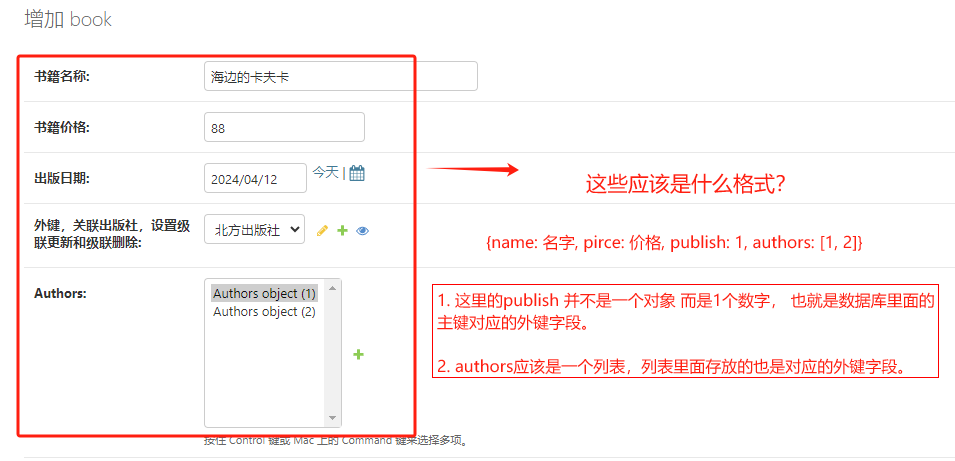 增加 book
书籍名称:
海边的卡夫卡
书籍价格:
88
出版日期:
2024/04/12
今天 |
这些应该是什么格式？
外键，关联出版社，设置级
联更新和级联删除:
北方出版社
{name: 名字, pirce: 价格, publish: 1, authors: [1, 2]}
Authors:
Authors object (1)
Authors object (2)
1. 这里的publish 并不是一个对象 而是1个数字， 也就是数据库里面的
主键对应的外键字段。
2. authors应该是一个列表，列表里面存放的也是对应的外键字段。
按住 Control 键或 Mac 上的 Command 键来选择多项。